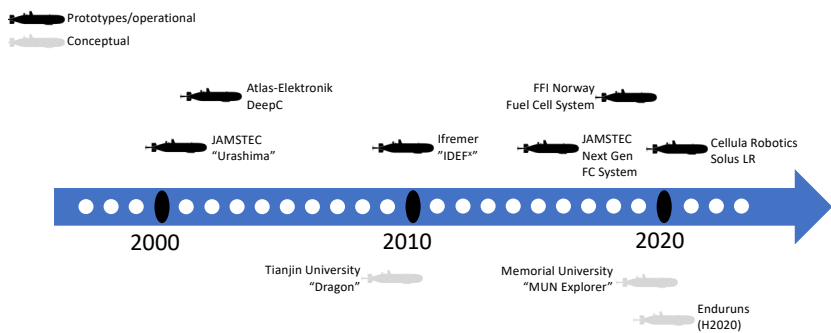 Prototypes/operational
Conceptual
Atlas-Elektronik
DeepC
FFI Norway
Fuel Cell System
JAMSTEC
“Urashima”
Ifremer
”IDEFˣ”
JAMSTEC
Next Gen
FC System
Cellula Robotics
Solus LR
2000
2010
2020
Tianjin University
“Dragon”
Memorial University
“MUN Explorer”
Enduruns
(H2020)